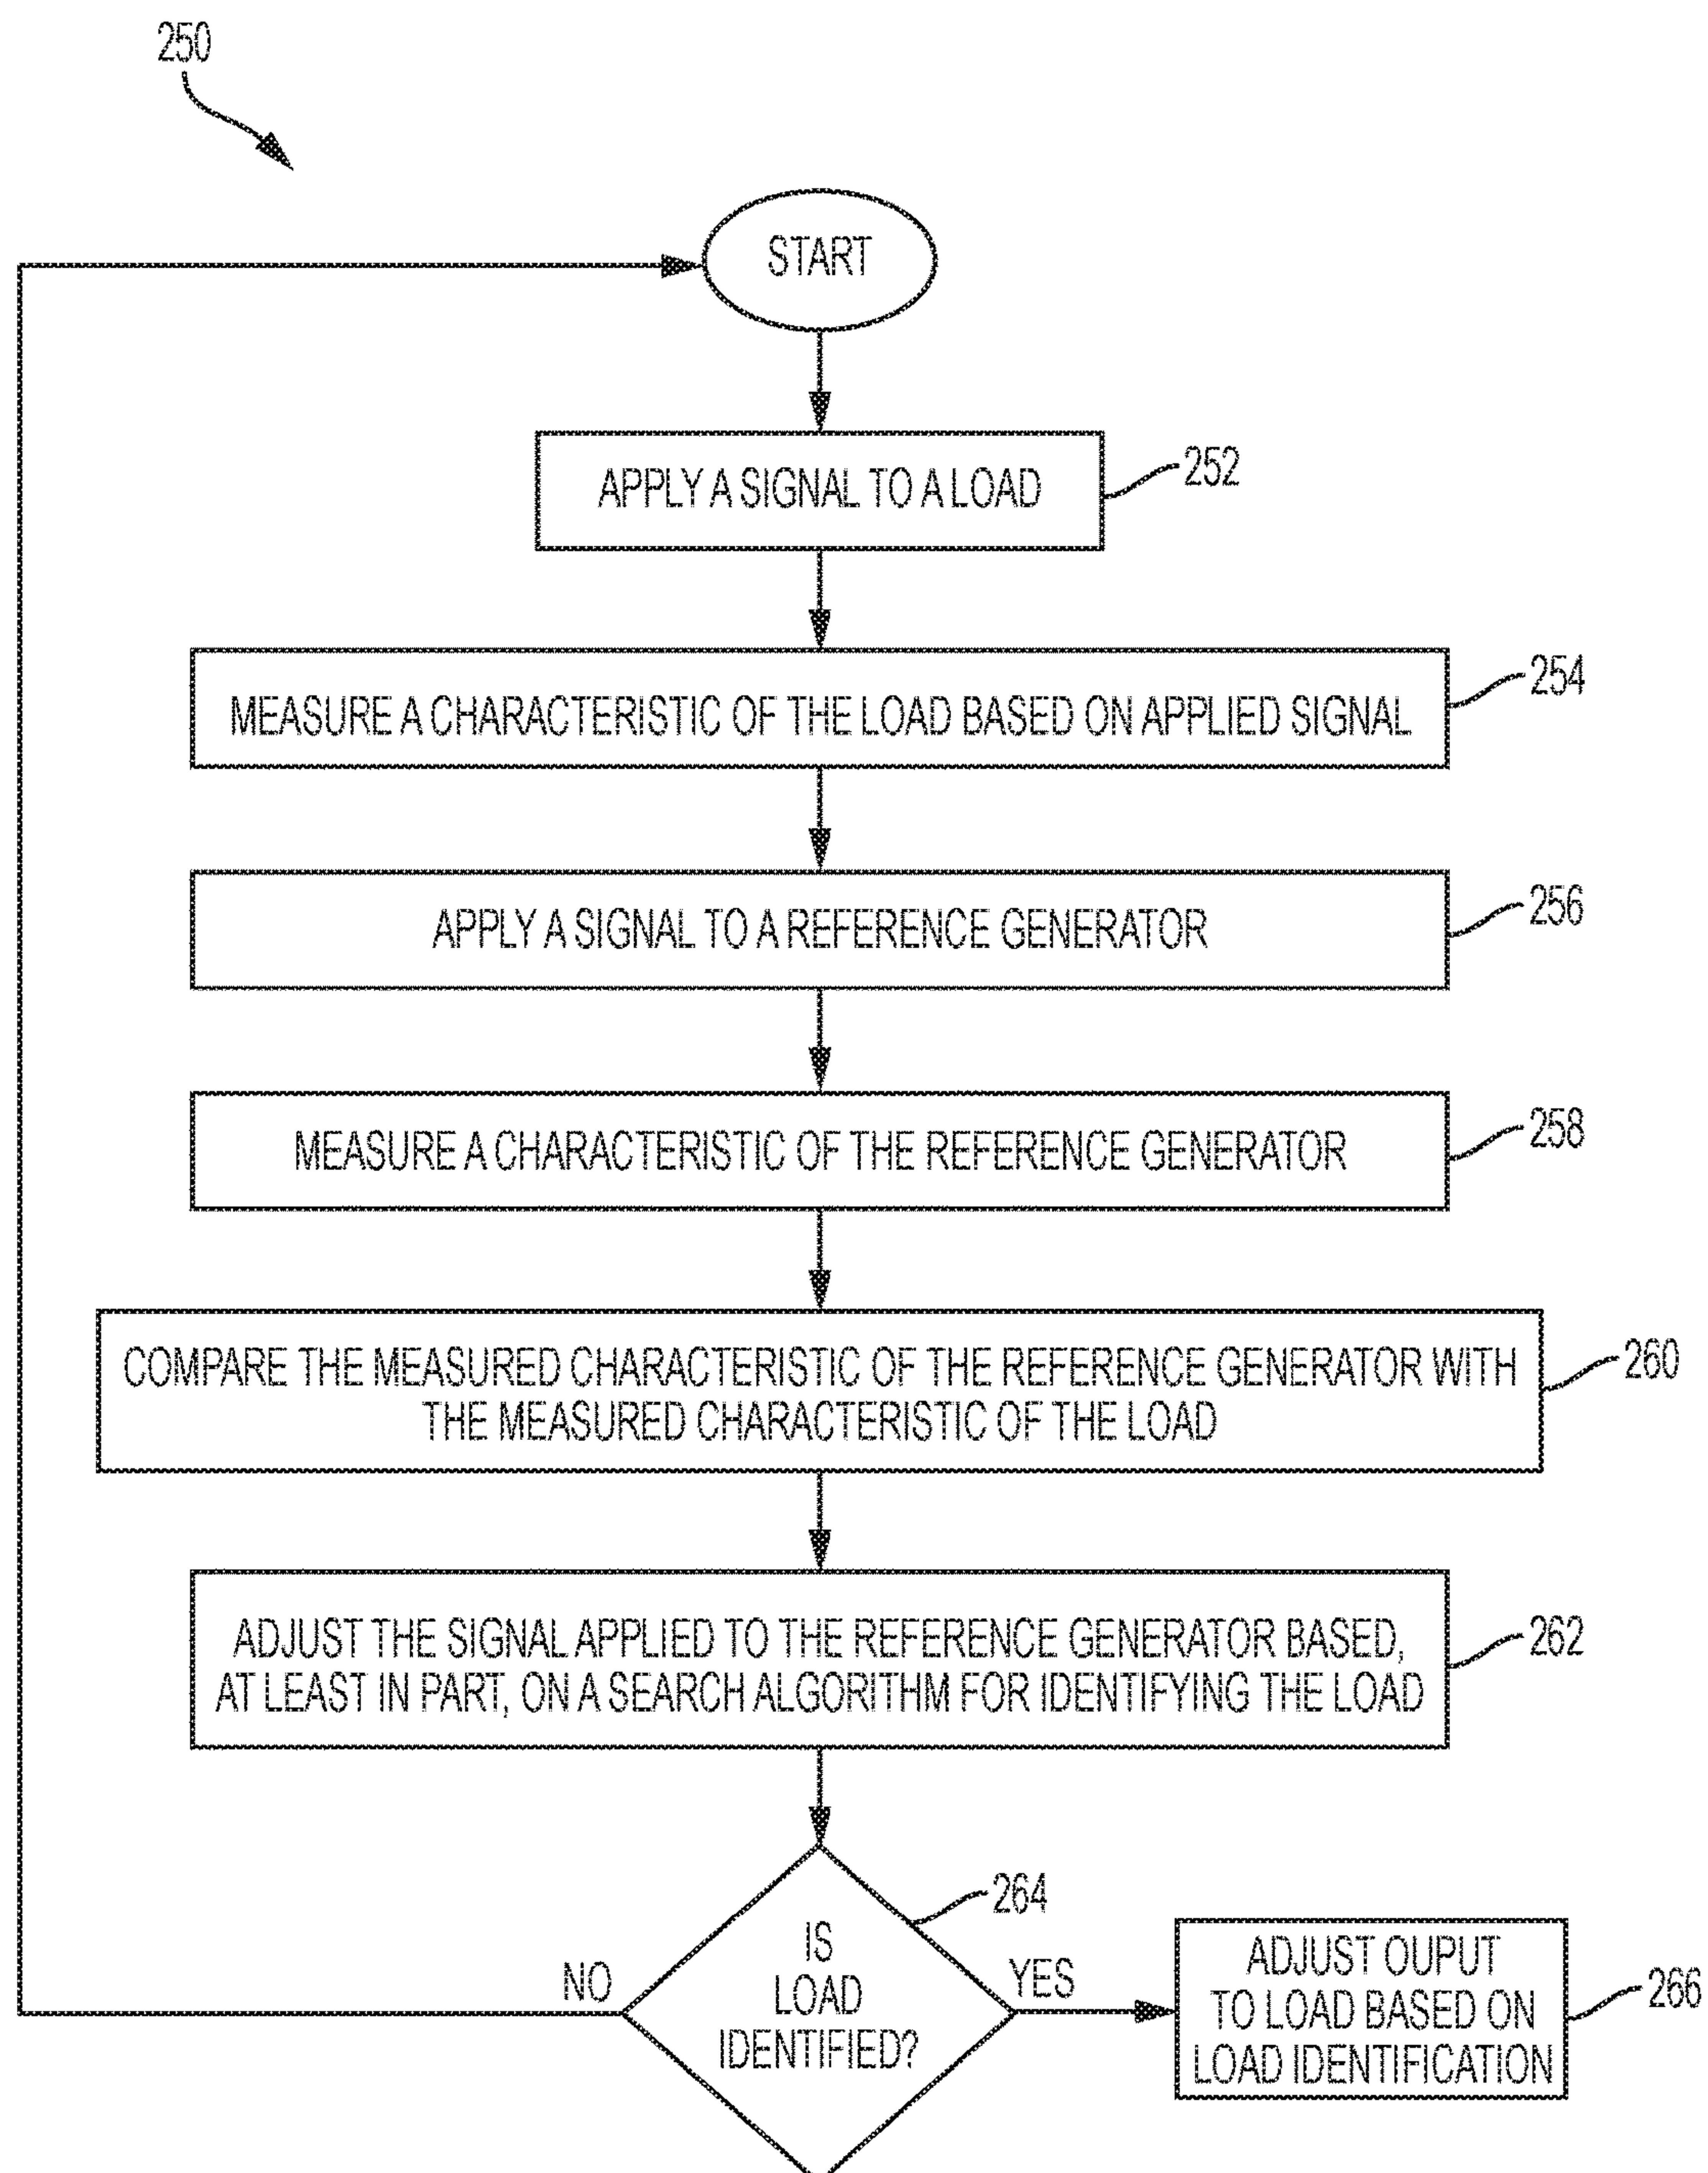 250
START
APPLY A SIGNAL TO A LOAD
252
MEASURE A CHARACTERISTIC OF THE LOAD BASED ON APPLIED SIGNAL
254
APPLY A SIGNAL TO A REFERENCE GENERATOR
256
MEASURE A CHARACTERISTIC OF THE REFERENCE GENERATOR
258
COMPARE THE MEASURED CHARACTERISTIC OF THE REFERENCE GENERATOR WITH
THE MEASURED CHARACTERISTIC OF THE LOAD
260
ADJUST THE SIGNAL APPLIED TO THE REFERENCE GENERATOR BASED,
AT LEAST IN PART, ON A SEARCH ALGORITHM FOR IDENTIFYING THE LOAD
262
IS
LOAD
IDENTIFIED?
264
NO
YES
ADJUST OUPUT
TO LOAD BASED ON
LOAD IDENTIFICATION
266